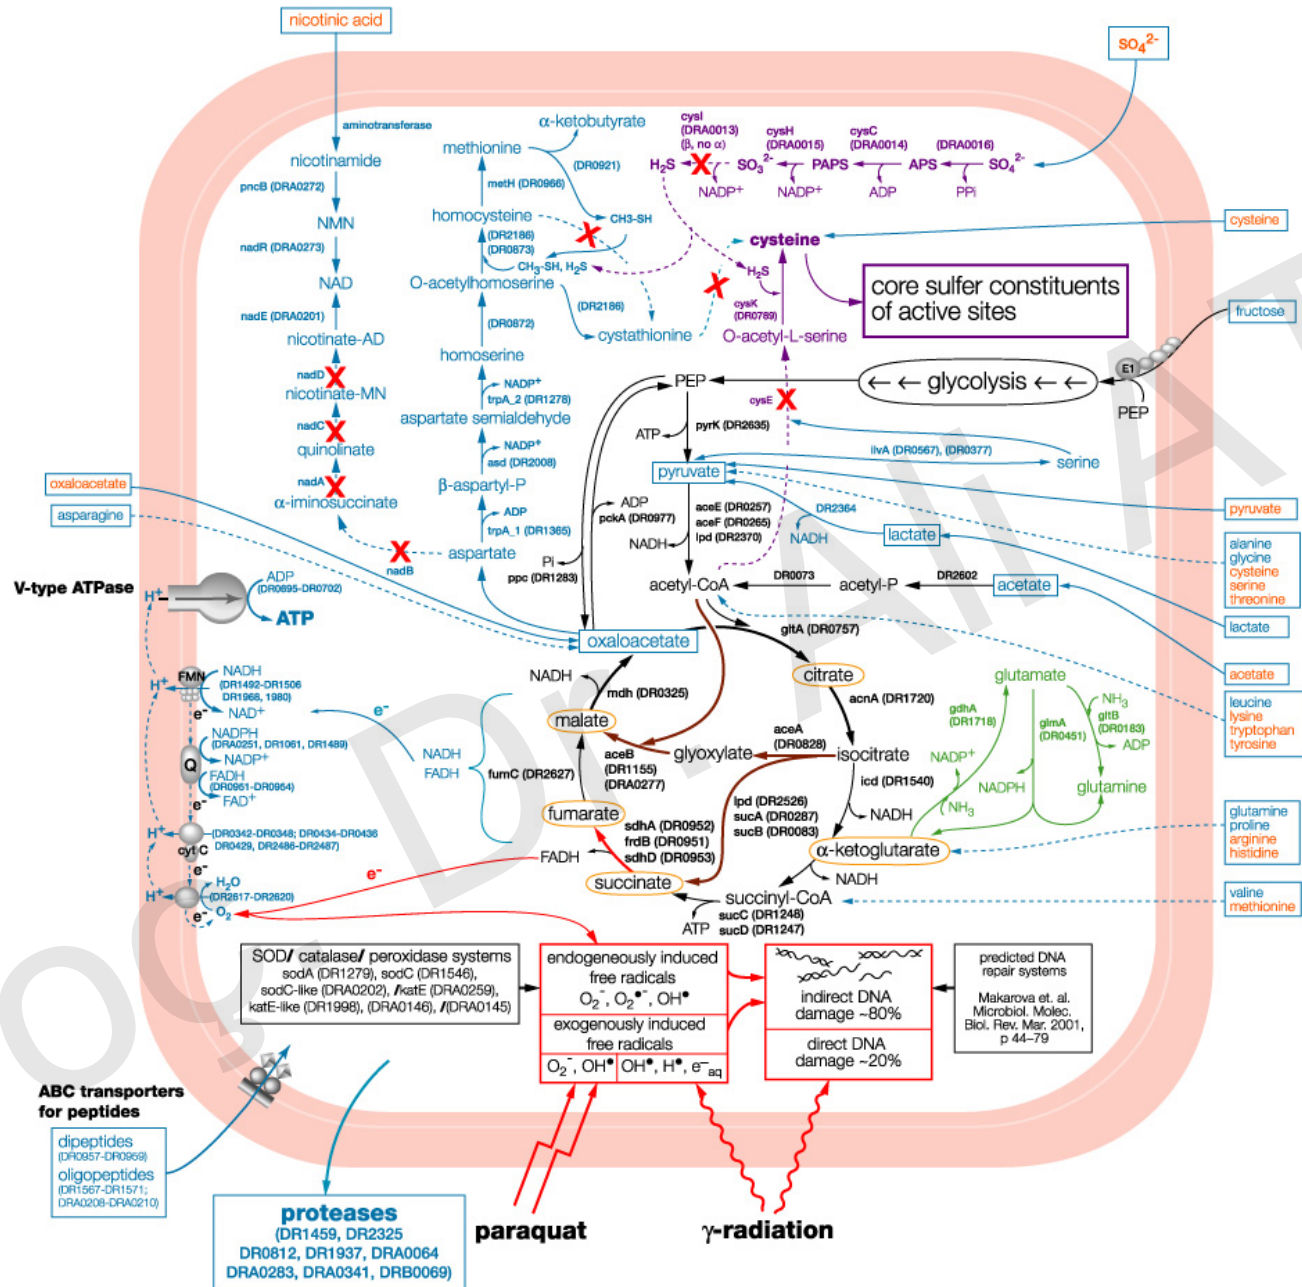 nicotinic acid
SO₄²⁻
aminotransferase
nicotinamide
pncB (DRA0272)
NMN
nadR (DRA0273)
NAD
nadE (DRA0201)
nicotinate-AD
nadD
nicotinate-MN
nadC
quinolinate
nadA
α-iminosuccinate
nadB
α-ketobutyrate
methionine
(DR0921)
metH (DR0966)
homocysteine
CH3-SH
(DR2186)
(DR0873)
CH₃-SH, H₂S
O-acetylhomoserine
(DR2186)
(DR0872)
cystathionine
homoserine
NADP⁺
trpA_2 (DR1278)
aspartate semialdehyde
NADP⁺
asd (DR2008)
β-aspartyl-P
ADP
trpA_1 (DR1365)
aspartate
cysI
(DRA0013)
(β, no α)
cysH
(DRA0015)
cysC
(DRA0014)
(DRA0016)
H₂S
SO₃²⁻
PAPS
APS
SO₄²⁻
NADP⁺
NADP⁺
ADP
PPi
cysteine
H₂S
cysK
(DR0789)
O-acetyl-L-serine
cysE
core sulfer constituents
of active sites
cysteine
fructose
E1
PEP
← ← glycolysis ← ←
PEP
ATP
pyrK (DR2635)
ilvA (DR0567), (DR0377)
serine
pyruvate
ADP
pckA (DR0977)
aceE (DR0257)
aceF (DR0265)
lpd (DR2370)
NADH
DR2364
NADH
lactate
Pi
ppc (DR1283)
acetyl-CoA
DR0073
acetyl-P
DR2602
acetate
oxaloacetate
asparagine
pyruvate
alanine
glycine
cysteine
serine
threonine
lactate
acetate
leucine
lysine
tryptophan
tyrosine
glutamine
proline
arginine
histidine
valine
methionine
V-type ATPase
H⁺
ADP
(DR0695-DR0702)
ATP
oxaloacetate
gltA (DR0757)
NADH
mdh (DR0325)
citrate
acnA (DR1720)
malate
aceA
(DR0828)
glyoxylate
isocitrate
aceB
(DR1155)
(DRA0277)
icd (DR1540)
NADH
fumC (DR2627)
fumarate
lpd (DR2526)
sucA (DR0287)
sucB (DR0083)
sdhA (DR0952)
frdB (DR0951)
sdhD (DR0953)
FADH
α-ketoglutarate
NADH
succinate
succinyl-CoA
ATP
sucC (DR1248)
sucD (DR1247)
glutamate
gdhA
(DR1718)
glmA
(DR0451)
NH₃
gltB
(DR0183)
ADP
NADP⁺
NADPH
NH₃
glutamine
FMN
H⁺
NADH
(DR1492-DR1506
DR1968, 1980)
NAD⁺
e⁻
e⁻
NADH
FADH
NADPH
(DRA0251, DR1061, DR1489)
NADP⁺
Q
FADH
(DR0951-DR0954)
FAD⁺
e⁻
H⁺
cyt C
(DR0342-DR0348; DR0434-DR0436
DR0429, DR2486-DR2487)
e⁻
H₂O
H⁺
(DR2617-DR2620)
e⁻
O₂
e⁻
SOD/ catalase/ peroxidase systems
sodA (DR1279), sodC (DR1546),
sodC-like (DRA0202), /katE (DRA0259),
katE-like (DR1998), (DRA0146), /(DRA0145)
endogeneously induced
free radicals
O₂⁻, O₂•⁻, OH•
exogenously induced
free radicals
O₂⁻, OH•
OH•, H•, e⁻aq
indirect DNA
damage ~80%
direct DNA
damage ~20%
predicted DNA
repair systems
Makarova et. al.
Microbiol. Molec.
Biol. Rev. Mar. 2001,
p 44–79
ABC transporters
for peptides
dipeptides
(DR0957-DR0959)
oligopeptides
(DR1567-DR1571;
DRA0208-DRA0210)
proteases
(DR1459, DR2325
DR0812, DR1937, DRA0064
DRA0283, DRA0341, DRB0069)
paraquat
γ-radiation
Dr. Ali A